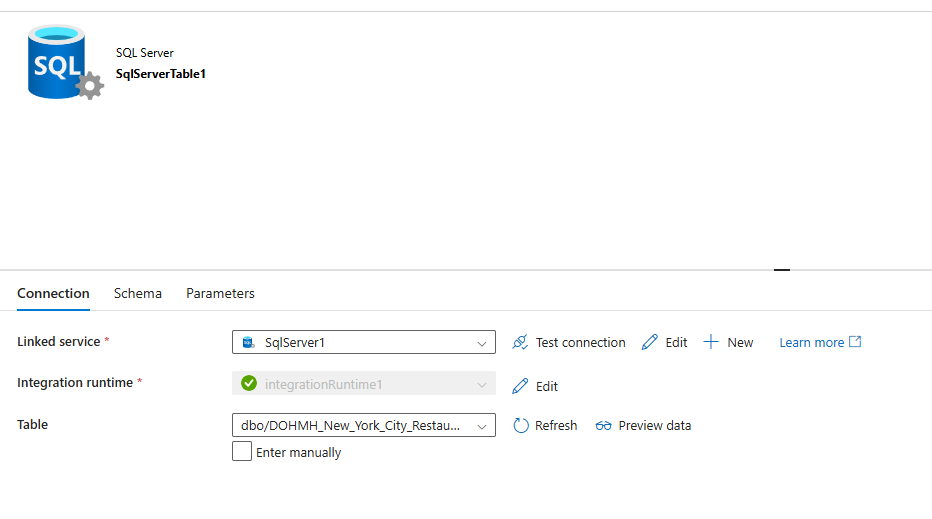 SQL
SQL Server
SqlServerTable1
Connection Schema Parameters
Linked service * SqlServer1 Test connection Edit New Learn more
Integration runtime * integrationRuntime1 Edit
Table dbo/DOHMH_New_York_City_Restau... Refresh Preview data
Enter manually